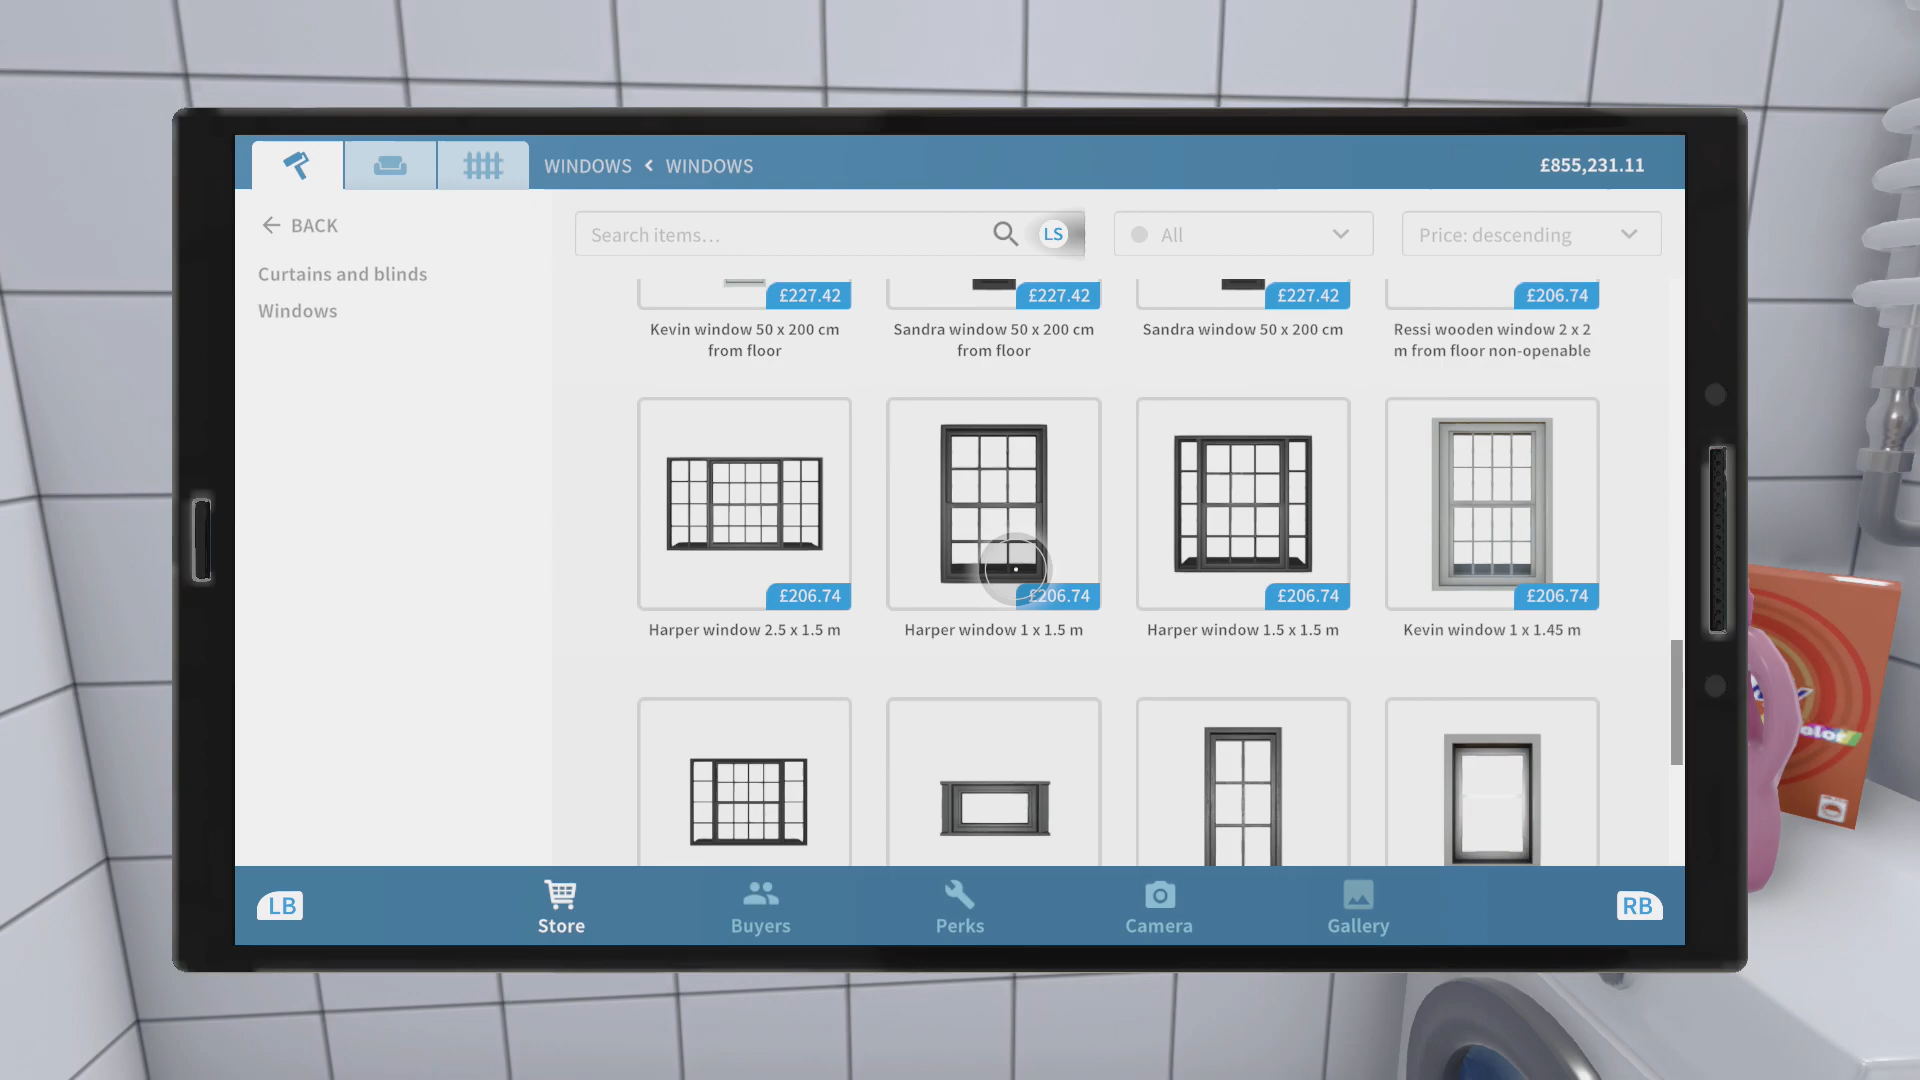 WINDOWS < WINDOWS
£855,231.11
BACK
Curtains and blinds
Windows
Search items...
LS
All
Price: descending
£227.42
£227.42
£227.42
£206.74
Kevin window 50 x 200 cm
from floor
Sandra window 50 x 200 cm
from floor
Sandra window 50 x 200 cm
Ressi wooden window 2 x 2
m from floor non-openable
£206.74
£206.74
£206.74
£206.74
Harper window 2.5 x 1.5 m
Harper window 1 x 1.5 m
Harper window 1.5 x 1.5 m
Kevin window 1 x 1.45 m
LB
Store
Buyers
Perks
Camera
Gallery
RB